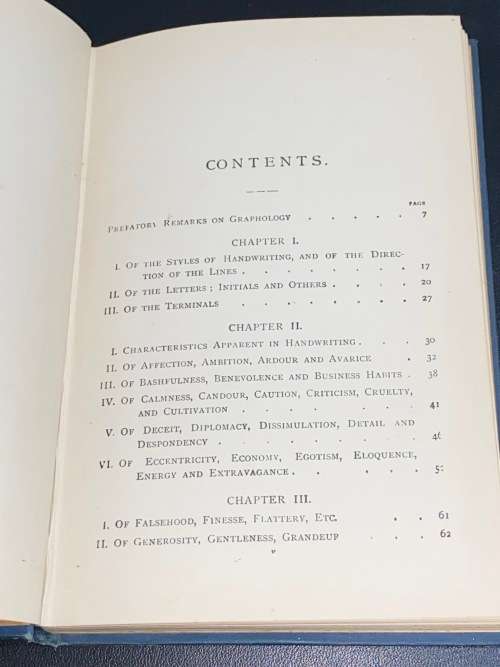 CONTENTS.
PAGE
PREFATORY REMARKS ON GRAPHOLOGY . . . . . 7
CHAPTER I.
I. OF THE STYLES OF HANDWRITING, AND OF THE DIREC-
TION OF THE LINES . . . . . . . . 17
II. OF THE LETTERS; INITIALS AND OTHERS . . . . 20
III. OF THE TERMINALS . . . . . . . 27
CHAPTER II.
I. CHARACTERISTICS APPARENT IN HANDWRITING . . . 30
II. OF AFFECTION, AMBITION, ARDOUR AND AVARICE . . 32
III. OF BASHFULNESS, BENEVOLENCE AND BUSINESS HABITS . 38
IV. OF CALMNESS, CANDOUR, CAUTION, CRITICISM, CRUELTY,
AND CULTIVATION . . . . . . . 41
V. OF DECEIT, DIPLOMACY, DISSIMULATION, DETAIL AND
DESPONDENCY . . . . . . . . 46
VI. OF ECCENTRICITY, ECONOMY, EGOTISM, ELOQUENCE,
ENERGY AND EXTRAVAGANCE . . . . .
CHAPTER III.
I. OF FALSEHOOD, FINESSE, FLATTERY, ETC. . . 61
II. OF GENEROSITY, GENTLENESS, GRANDEUR . . . 62
v